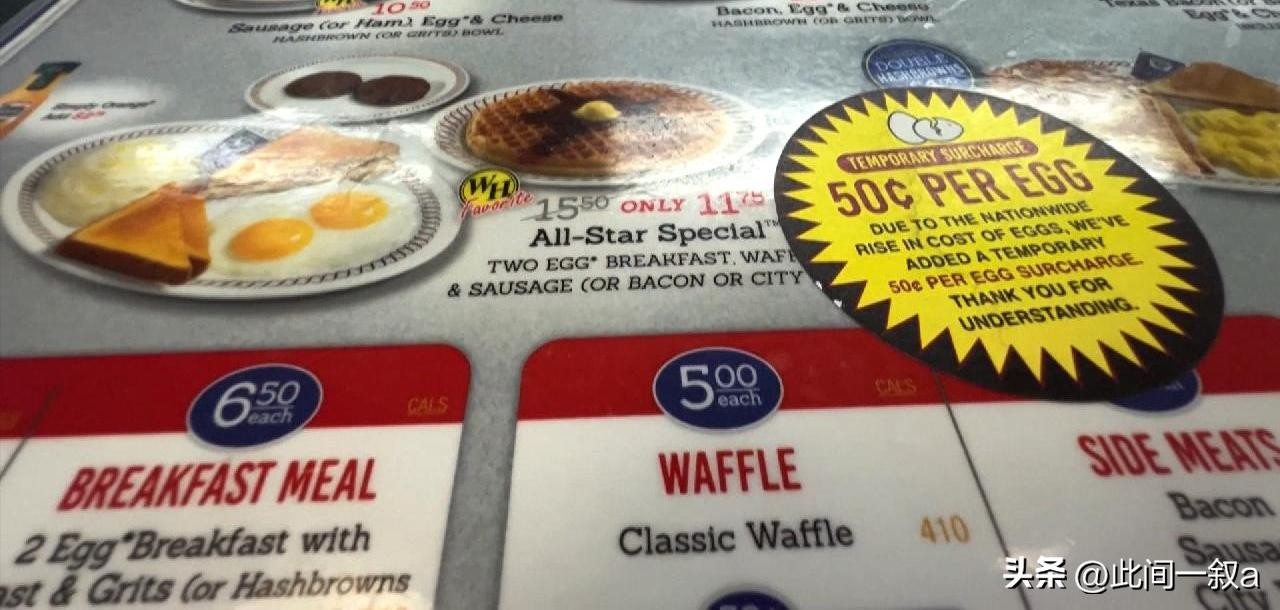 10 50
Sausage (or Ham), Egg* & Cheese
HASHBROWN (OR GRITS) BOWL
Bacon, Egg* & Cheese
HASHBROWN (OR GRITS) BOWL
Texas Bacon
Egg* &
DOUBLE
HASHBROWNS
Simply Orange
WH
Favorite
15 50 ONLY 11 75
All-Star Special™
TWO EGG* BREAKFAST,
& SAUSAGE (OR BACON OR CITY
TEMPORARY SURCHARGE
50¢ PER EGG
DUE TO THE NATIONWIDE
RISE IN COST OF EGGS, WE'VE
ADDED A TEMPORARY
50¢ PER EGG SURCHARGE.
THANK YOU FOR
UNDERSTANDING.
6 50
each
CALS
BREAKFAST MEAL
2 Egg* Breakfast with
& Grits (or Hashbrowns
5 00
each
CALS
WAFFLE
Classic Waffle 410
SIDE MEATS
Bacon
City
头条 @此间一叙a